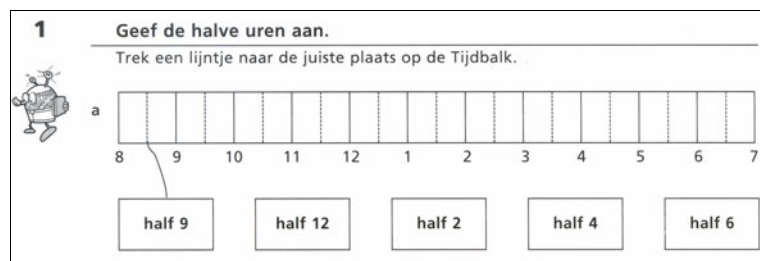 1 Geef de halve uren aan.
Trek een lijntje naar de juiste plaats op de Tijdbalk.
a
8 9 10 11 12 1 2 3 4 5 6 7
half 9 half 12 half 2 half 4 half 6